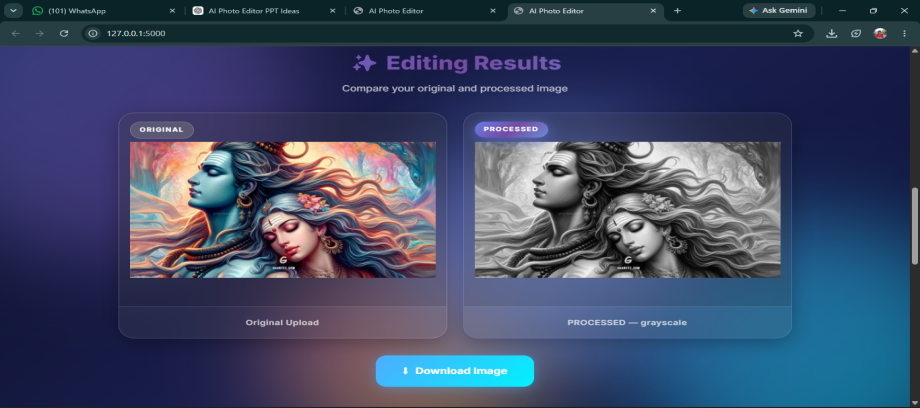 (101) WhatsApp
AI Photo Editor PPT Ideas
AI Photo Editor
AI Photo Editor
Ask Gemini
127.0.0.1:5000
Editing Results
Compare your original and processed image
ORIGINAL
PROCESSED
Original Upload
PROCESSED — grayscale
Download Image